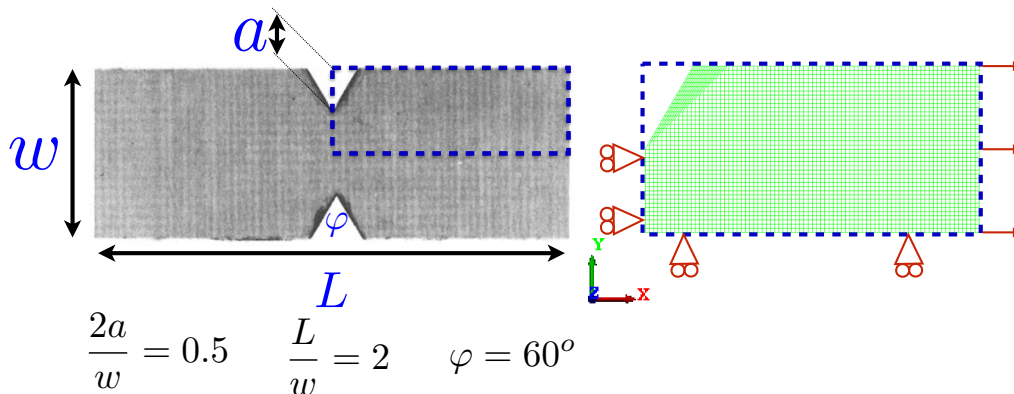 a
w
φ
L
Y
Z X
2a/w = 0.5 L/w = 2 φ = 60°